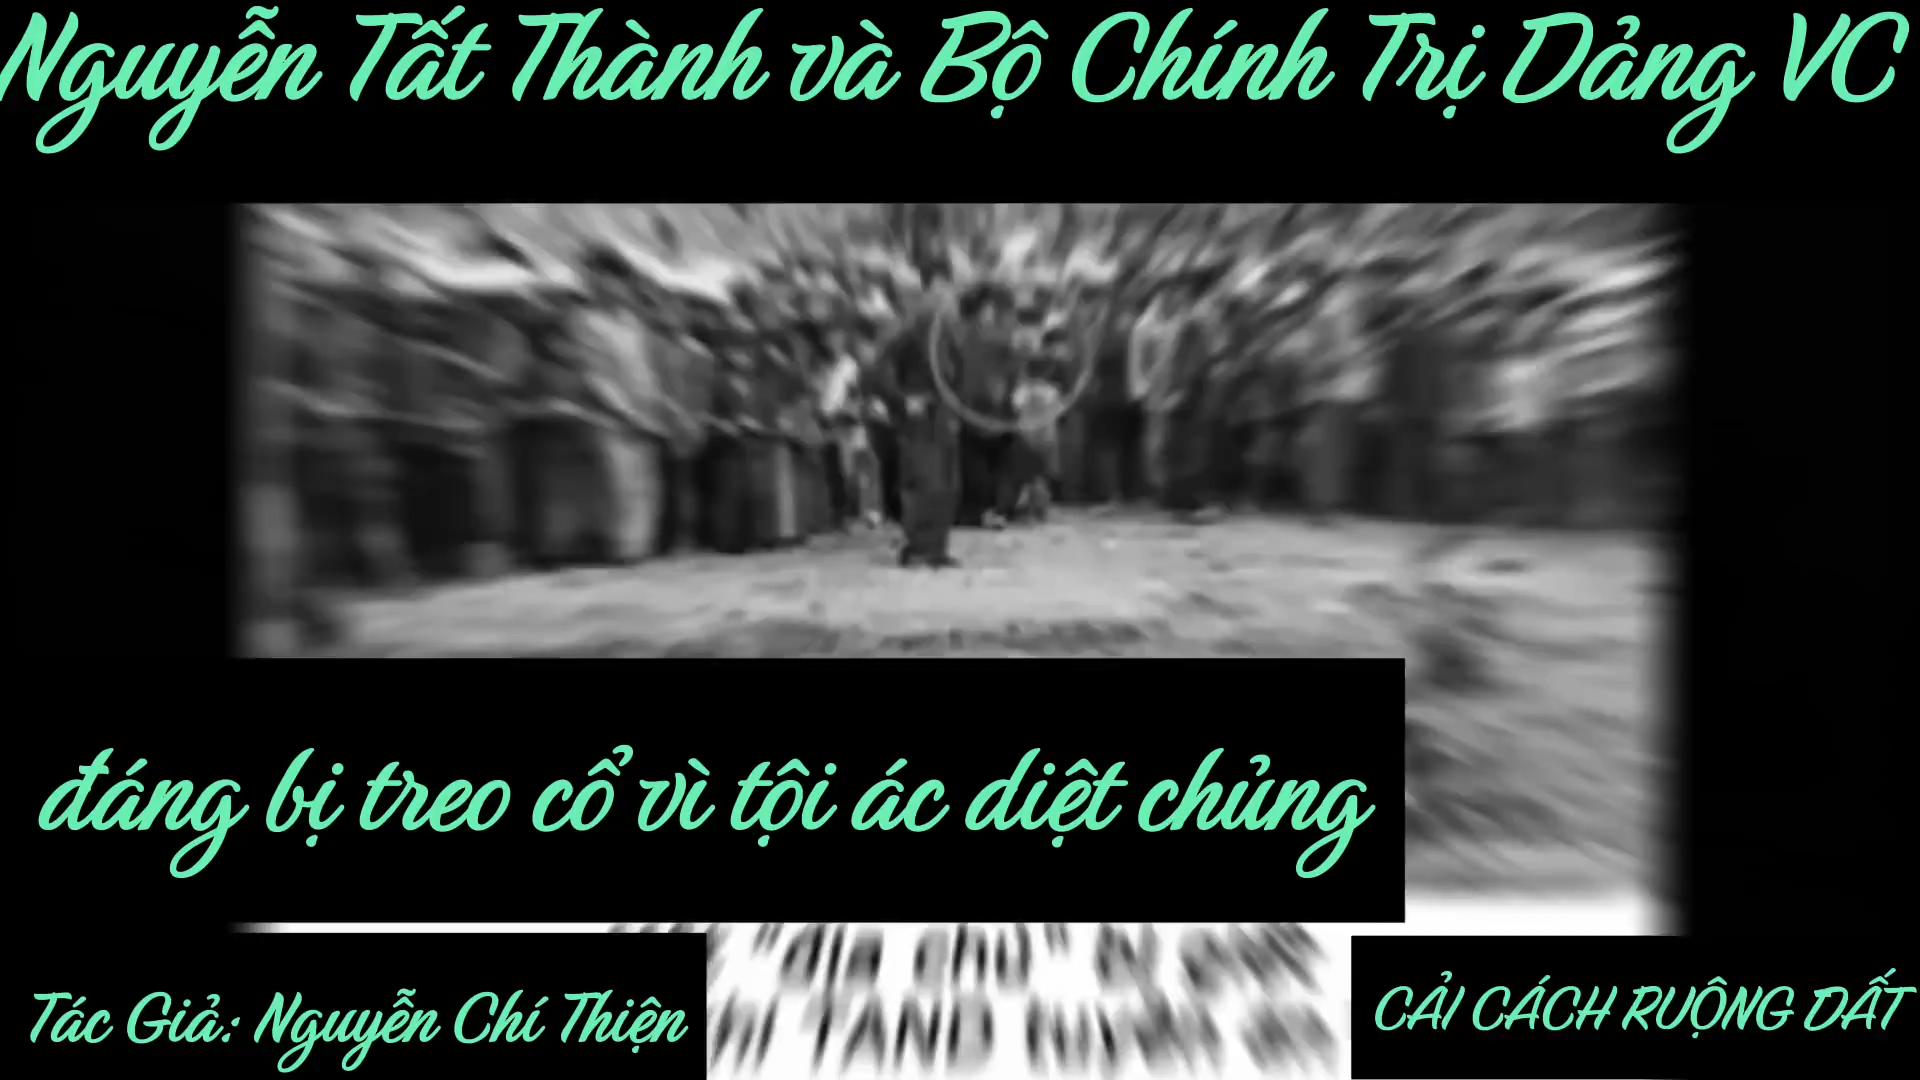 Nguyễn Tất Thành và Bộ Chính Trị Đảng VC
đáng bị treo cổ vì tội ác diệt chủng
Tác Giả: Nguyễn Chí Thiện
CẢI CÁCH RUỘNG ĐẤT